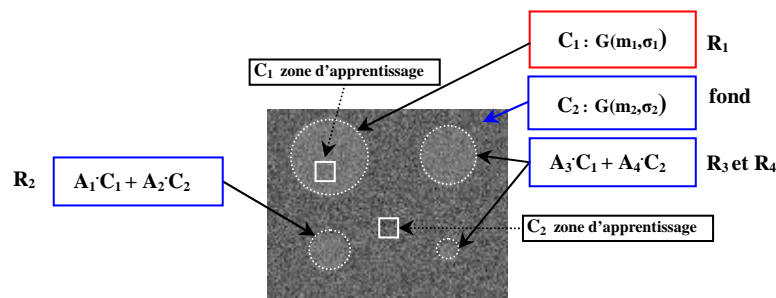 C₁ : G(m₁,σ₁)
R₁
C₁ zone d'apprentissage
C₂ : G(m₂,σ₂)
fond
R₂
A₁·C₁ + A₂·C₂
A₃·C₁ + A₄·C₂
R₃ et R₄
C₂ zone d'apprentissage